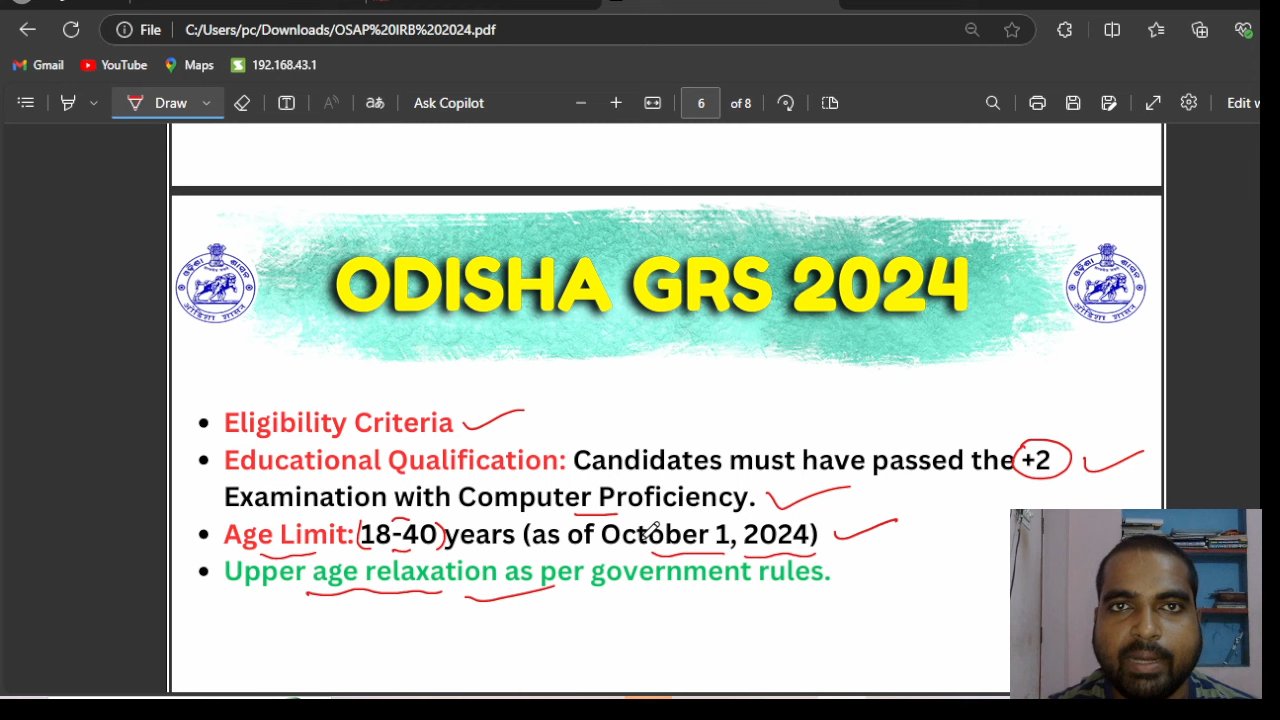 File C:/Users/pc/Downloads/OSAP%20IRB%202024.pdf
Gmail YouTube Maps 192.168.43.1
Draw Ask Copilot 6 of 8 Edit
ODISHA GRS 2024
Eligibility Criteria
Educational Qualification: Candidates must have passed the +2
Examination with Computer Proficiency.
Age Limit: 18-40 years (as of October 1, 2024)
Upper age relaxation as per government rules.